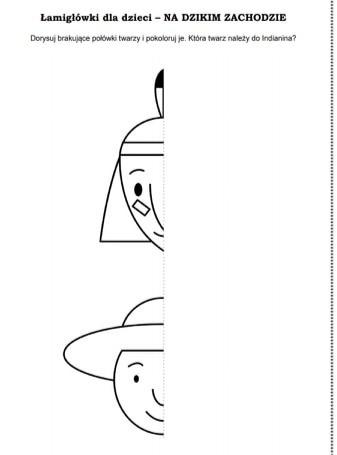 Łamigłówki dla dzieci – NA DZIKIM ZACHODZIE
Dorysuj brakujące połówki twarzy i pokoloruj je. Która twarz należy do Indianina?